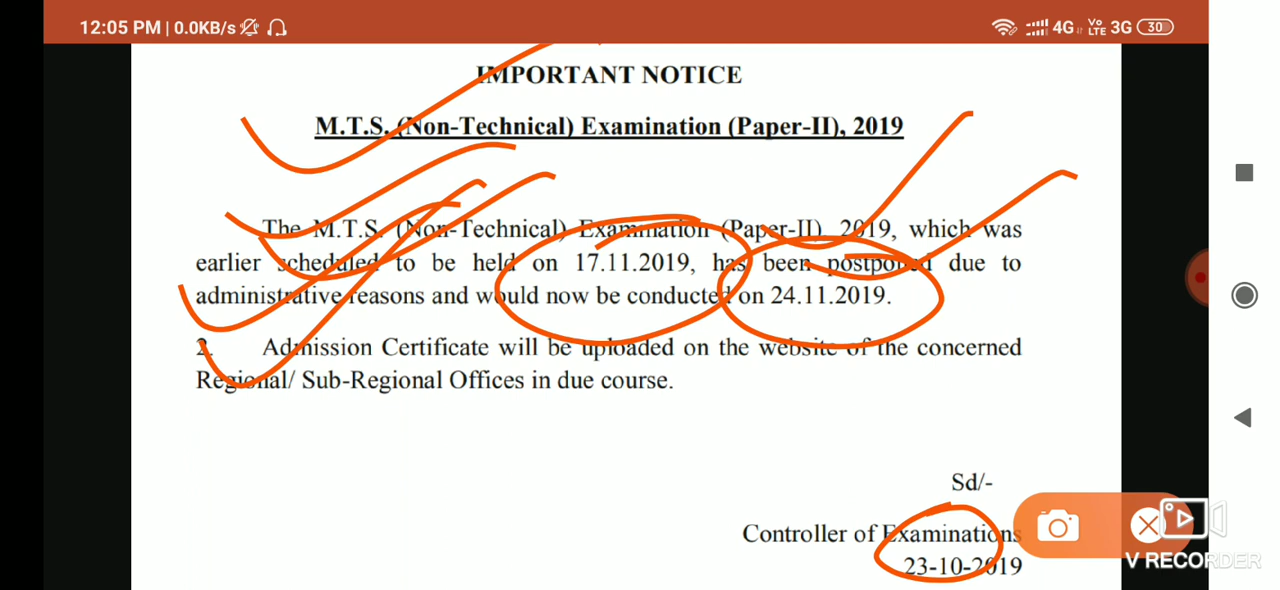 12:05 PM | 0.0KB/s 4G Vo LTE 3G 30
IMPORTANT NOTICE
M.T.S. (Non-Technical) Examination (Paper-II), 2019
The M.T.S. (Non-Technical) Examination (Paper-II), 2019, which was
earlier scheduled to be held on 17.11.2019, has been postponed due to
administrative reasons and would now be conducted on 24.11.2019.
2. Admission Certificate will be uploaded on the website of the concerned
Regional/ Sub-Regional Offices in due course.
Sd/-
Controller of Examinations
23-10-2019
V RECORDER